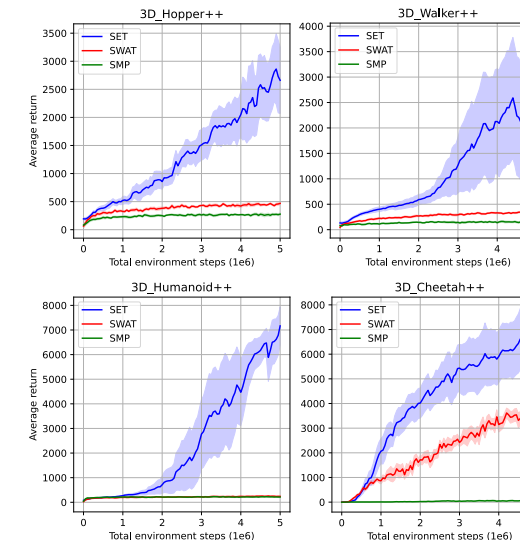 3D_Hopper++
3500
3000
2500
2000
1500
1000
500
0
Average return
SET
SWAT
SMP
0 1 2 3 4 5
Total environment steps (1e6)
3D_Walker++
4000
3500
3000
2500
2000
1500
1000
500
0
SET
SWAT
SMP
0 1 2 3 4
Total environment steps (1e6)
3D_Humanoid++
8000
7000
6000
5000
4000
3000
2000
1000
0
Average return
SET
SWAT
SMP
0 1 2 3 4 5
Total environment steps (1e6)
3D_Cheetah++
8000
7000
6000
5000
4000
3000
2000
1000
0
SET
SWAT
SMP
0 1 2 3 4
Total environment steps (1e6)